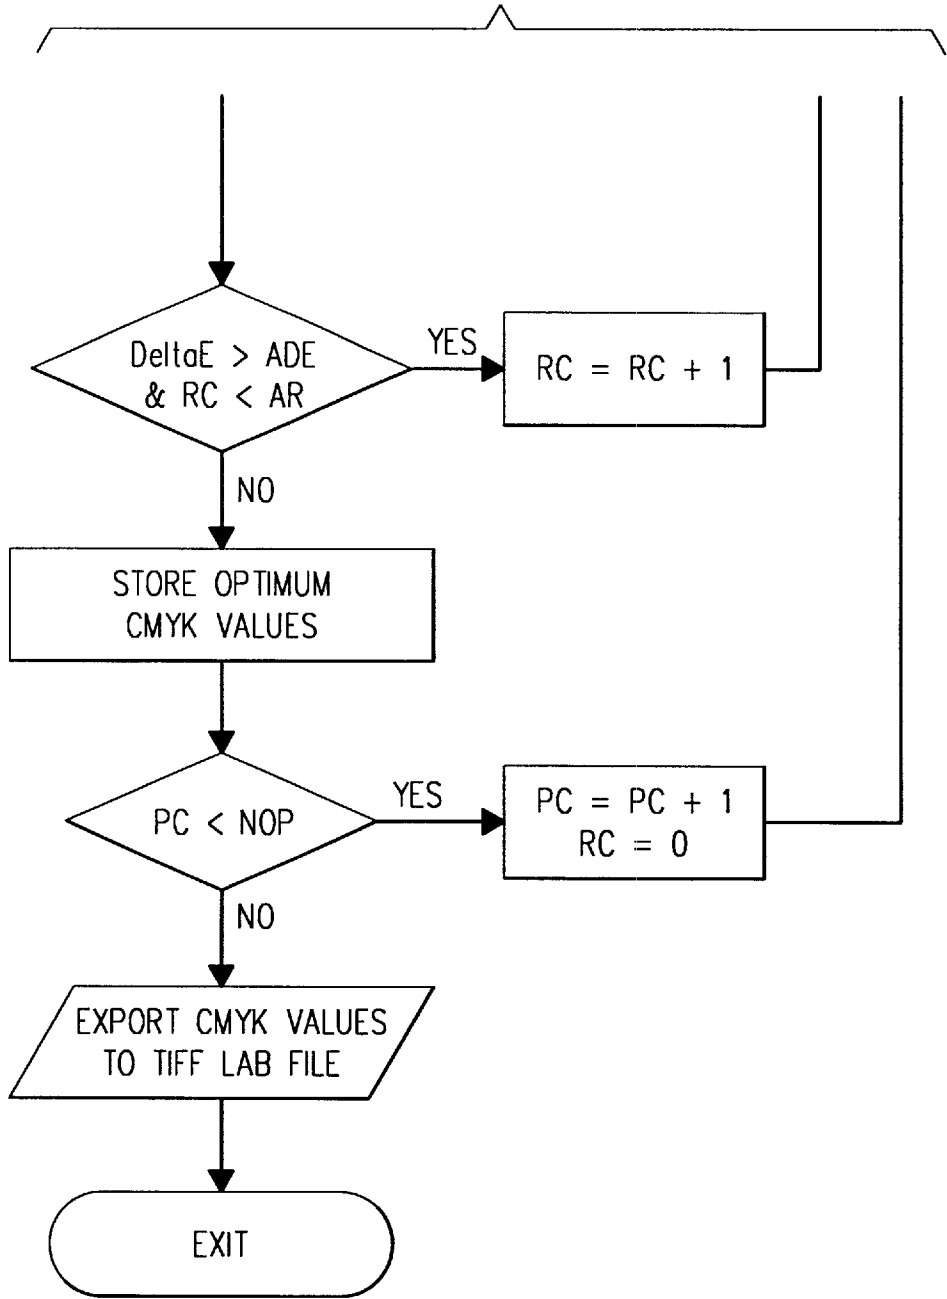 DeltaE > ADE
& RC < AR
YES
RC = RC + 1
NO
STORE OPTIMUM
CMYK VALUES
PC < NOP
YES
PC = PC + 1
RC = 0
NO
EXPORT CMYK VALUES
TO TIFF LAB FILE
EXIT